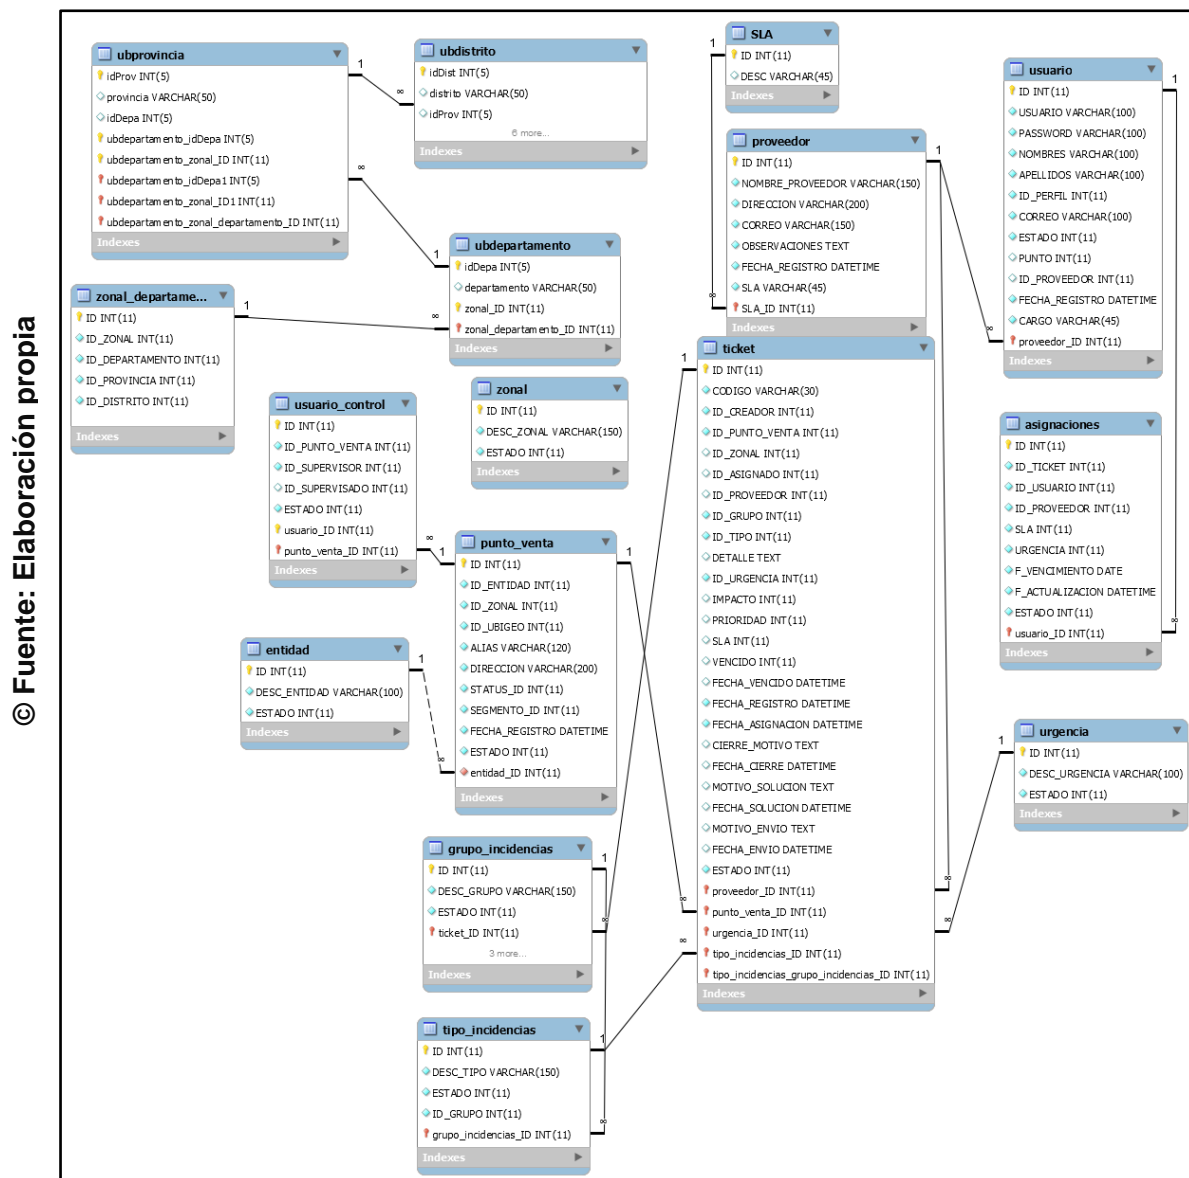 © Fuente: Elaboración propia
ubprovincia
idProv INT(5)
provincia VARCHAR(50)
idDepa INT(5)
ubdepartamento_idDepa INT(5)
ubdepartamento_zonal_ID INT(11)
ubdepartamento_idDepa1 INT(5)
ubdepartamento_zonal_ID1 INT(11)
ubdepartamento_zonal_departamento_ID INT(11)
Indexes
1
∞
∞
1
ubdistrito
idDist INT(5)
distrito VARCHAR(50)
idProv INT(5)
6 more...
Indexes
ubdepartamento
idDepa INT(5)
departamento VARCHAR(50)
zonal_ID INT(11)
zonal_departamento_ID INT(11)
Indexes
zonal_departame...
ID INT(11)
ID_ZONAL INT(11)
ID_DEPARTAMENTO INT(11)
ID_PROVINCIA INT(11)
ID_DISTRITO INT(11)
Indexes
1
∞
zonal
ID INT(11)
DESC_ZONAL VARCHAR(150)
ESTADO INT(11)
Indexes
usuario_control
ID INT(11)
ID_PUNTO_VENTA INT(11)
ID_SUPERVISOR INT(11)
ID_SUPERVISADO INT(11)
ESTADO INT(11)
usuario_ID INT(11)
punto_venta_ID INT(11)
Indexes
∞
1
punto_venta
ID INT(11)
ID_ENTIDAD INT(11)
ID_ZONAL INT(11)
ID_UBIGEO INT(11)
ALIAS VARCHAR(120)
DIRECCION VARCHAR(200)
STATUS_ID INT(11)
SEGMENTO_ID INT(11)
FECHA_REGISTRO DATETIME
ESTADO INT(11)
entidad_ID INT(11)
Indexes
1
∞
entidad
ID INT(11)
DESC_ENTIDAD VARCHAR(100)
ESTADO INT(11)
Indexes
1
∞
grupo_incidencias
ID INT(11)
DESC_GRUPO VARCHAR(150)
ESTADO INT(11)
ticket_ID INT(11)
3 more...
Indexes
1
∞
tipo_incidencias
ID INT(11)
DESC_TIPO VARCHAR(150)
ESTADO INT(11)
ID_GRUPO INT(11)
grupo_incidencias_ID INT(11)
Indexes
1
∞
SLA
ID INT(11)
DESC VARCHAR(45)
Indexes
1
∞
proveedor
ID INT(11)
NOMBRE_PROVEEDOR VARCHAR(150)
DIRECCION VARCHAR(200)
CORREO VARCHAR(150)
OBSERVACIONES TEXT
FECHA_REGISTRO DATETIME
SLA VARCHAR(45)
SLA_ID INT(11)
Indexes
1
∞
ticket
ID INT(11)
CODIGO VARCHAR(30)
ID_CREADOR INT(11)
ID_PUNTO_VENTA INT(11)
ID_ZONAL INT(11)
ID_ASIGNADO INT(11)
ID_PROVEEDOR INT(11)
ID_GRUPO INT(11)
ID_TIPO INT(11)
DETALLE TEXT
ID_URGENCIA INT(11)
IMPACTO INT(11)
PRIORIDAD INT(11)
SLA INT(11)
VENCIDO INT(11)
FECHA_VENCIDO DATETIME
FECHA_REGISTRO DATETIME
FECHA_ASIGNACION DATETIME
CIERRE_MOTIVO TEXT
FECHA_CIERRE DATETIME
MOTIVO_SOLUCION TEXT
FECHA_SOLUCION DATETIME
MOTIVO_ENVIO TEXT
FECHA_ENVIO DATETIME
ESTADO INT(11)
proveedor_ID INT(11)
punto_venta_ID INT(11)
urgencia_ID INT(11)
tipo_incidencias_ID INT(11)
tipo_incidencias_grupo_incidencias_ID INT(11)
Indexes
1
∞
∞
∞
usuario
ID INT(11)
USUARIO VARCHAR(100)
PASSWORD VARCHAR(100)
NOMBRES VARCHAR(100)
APELLIDOS VARCHAR(100)
ID_PERFIL INT(11)
CORREO VARCHAR(100)
ESTADO INT(11)
PUNTO INT(11)
ID_PROVEEDOR INT(11)
FECHA_REGISTRO DATETIME
CARGO VARCHAR(45)
proveedor_ID INT(11)
Indexes
1
∞
asignaciones
ID INT(11)
ID_TICKET INT(11)
ID_USUARIO INT(11)
ID_PROVEEDOR INT(11)
SLA INT(11)
URGENCIA INT(11)
F_VENCIMIENTO DATE
F_ACTUALIZACION DATETIME
ESTADO INT(11)
usuario_ID INT(11)
Indexes
urgencia
ID INT(11)
DESC_URGENCIA VARCHAR(100)
ESTADO INT(11)
Indexes
1